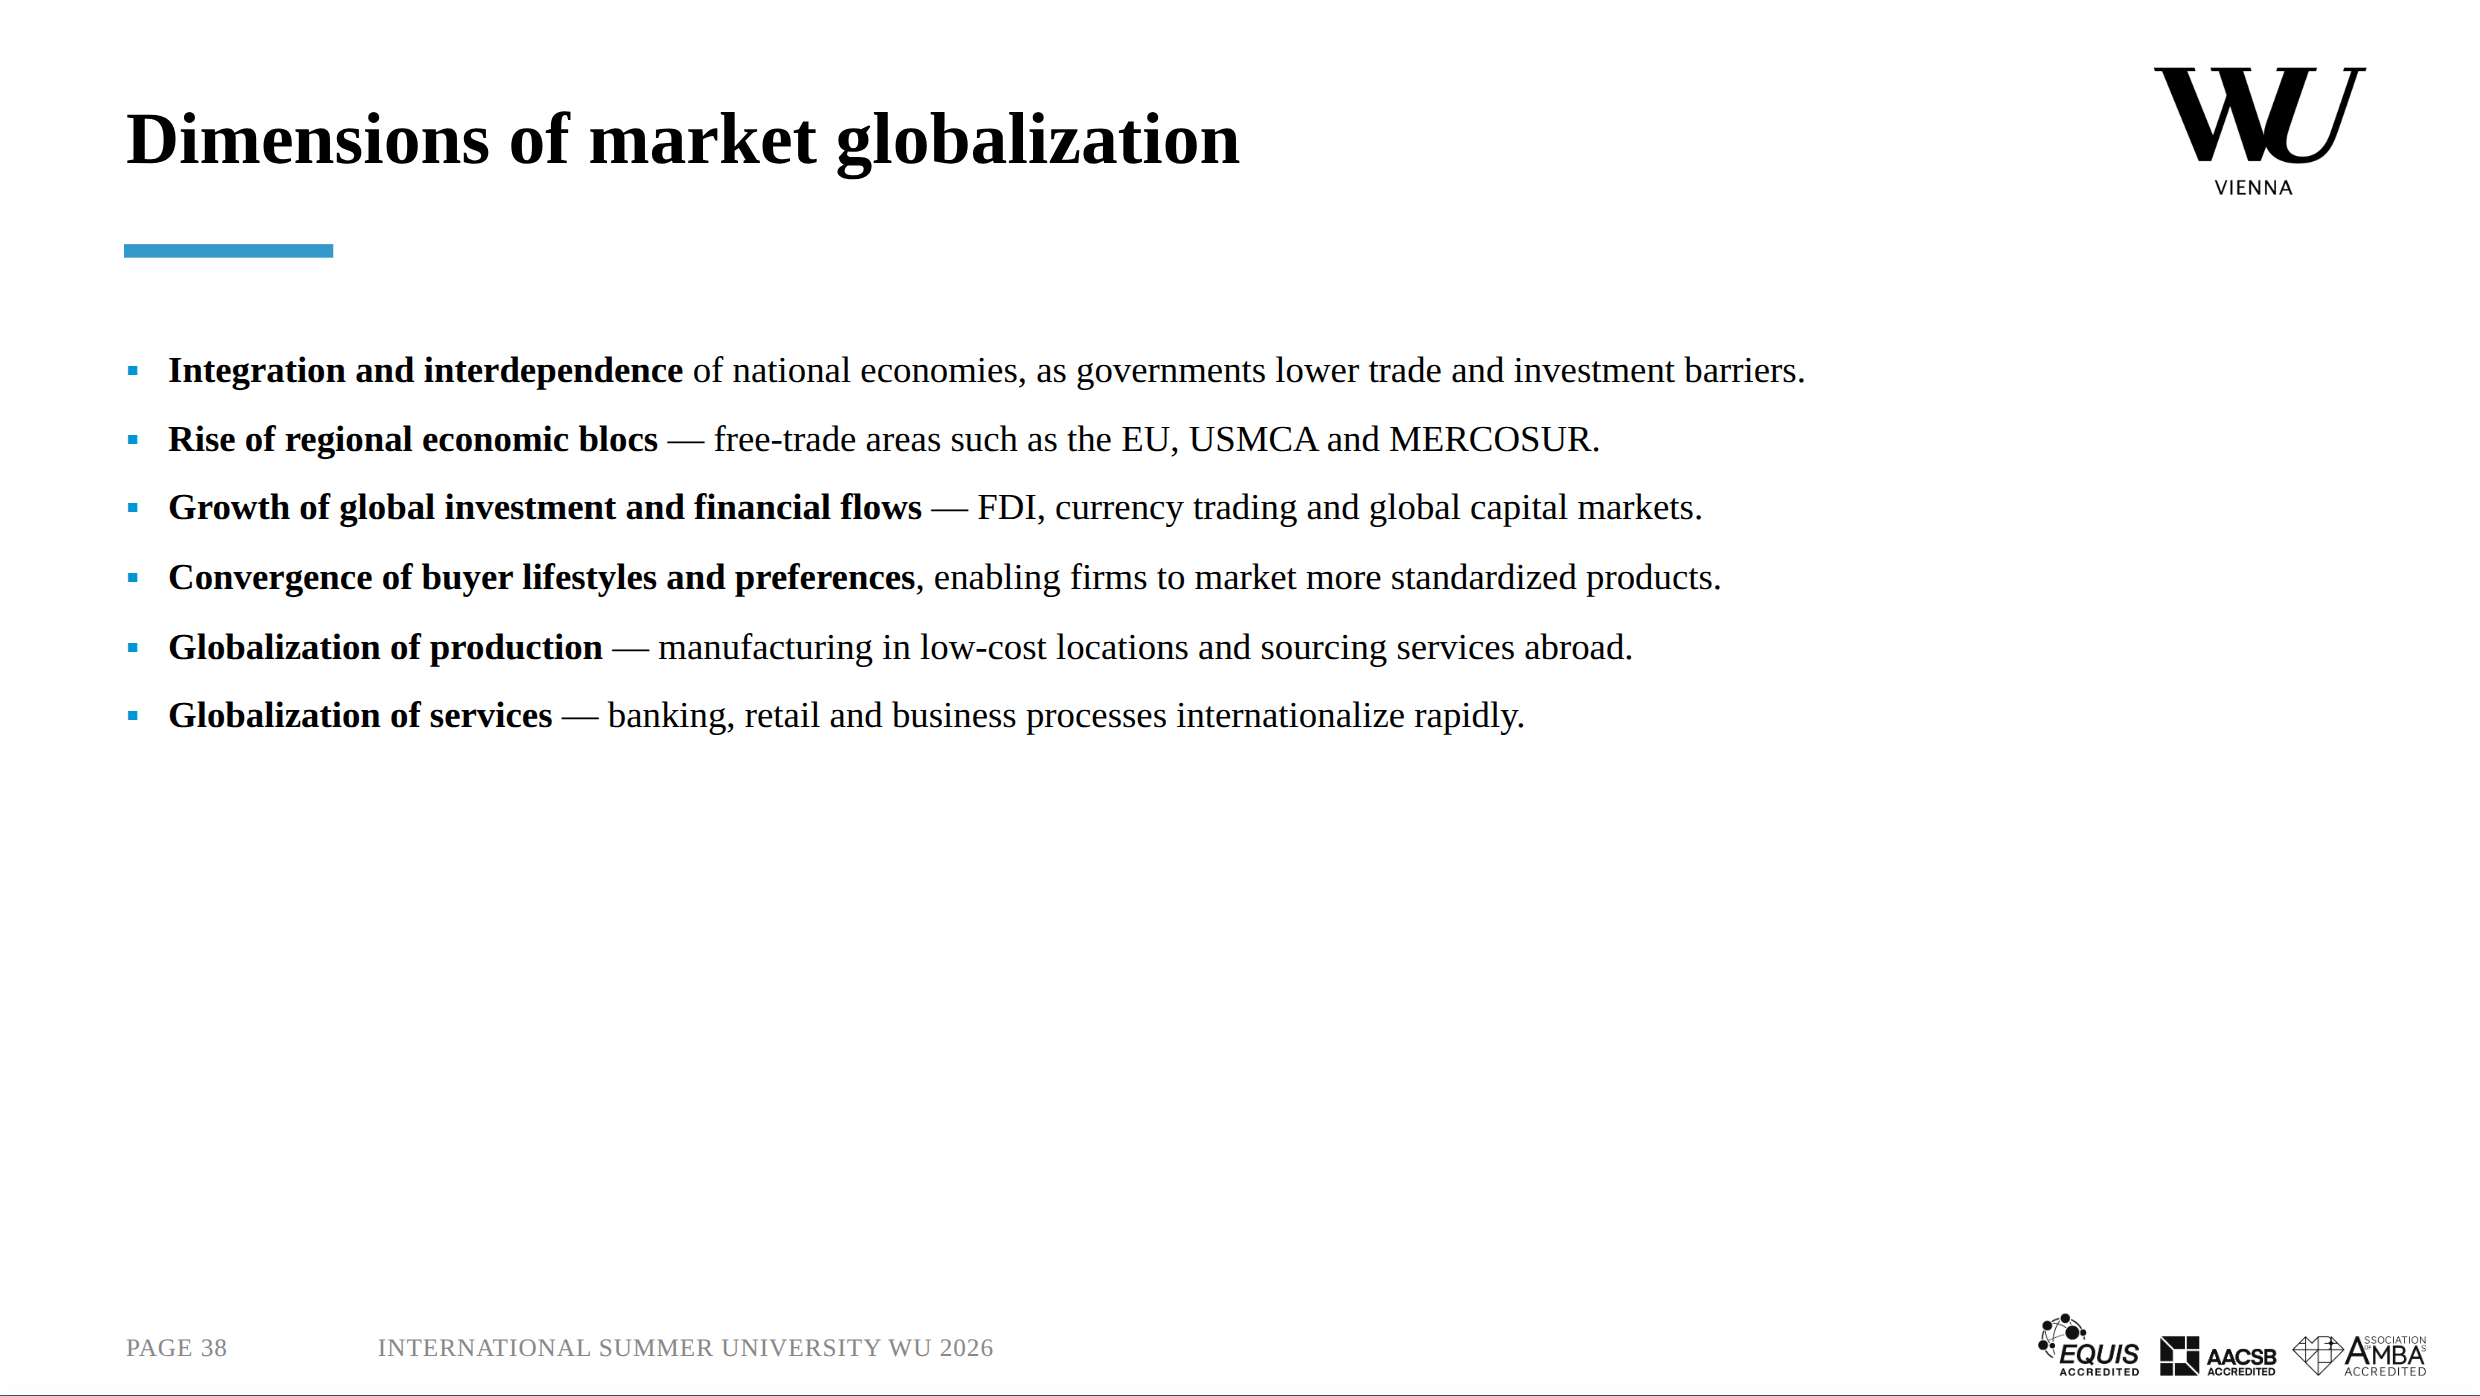 Dimensions of market globalization
WU
VIENNA
▪ Integration and interdependence of national economies, as governments lower trade and investment barriers.
▪ Rise of regional economic blocs — free-trade areas such as the EU, USMCA and MERCOSUR.
▪ Growth of global investment and financial flows — FDI, currency trading and global capital markets.
▪ Convergence of buyer lifestyles and preferences, enabling firms to market more standardized products.
▪ Globalization of production — manufacturing in low-cost locations and sourcing services abroad.
▪ Globalization of services — banking, retail and business processes internationalize rapidly.
PAGE 38 INTERNATIONAL SUMMER UNIVERSITY WU 2026
EQUIS
ACCREDITED
AACSB
ACCREDITED
ASSOCIATION
OF
AMBAS
ACCREDITED